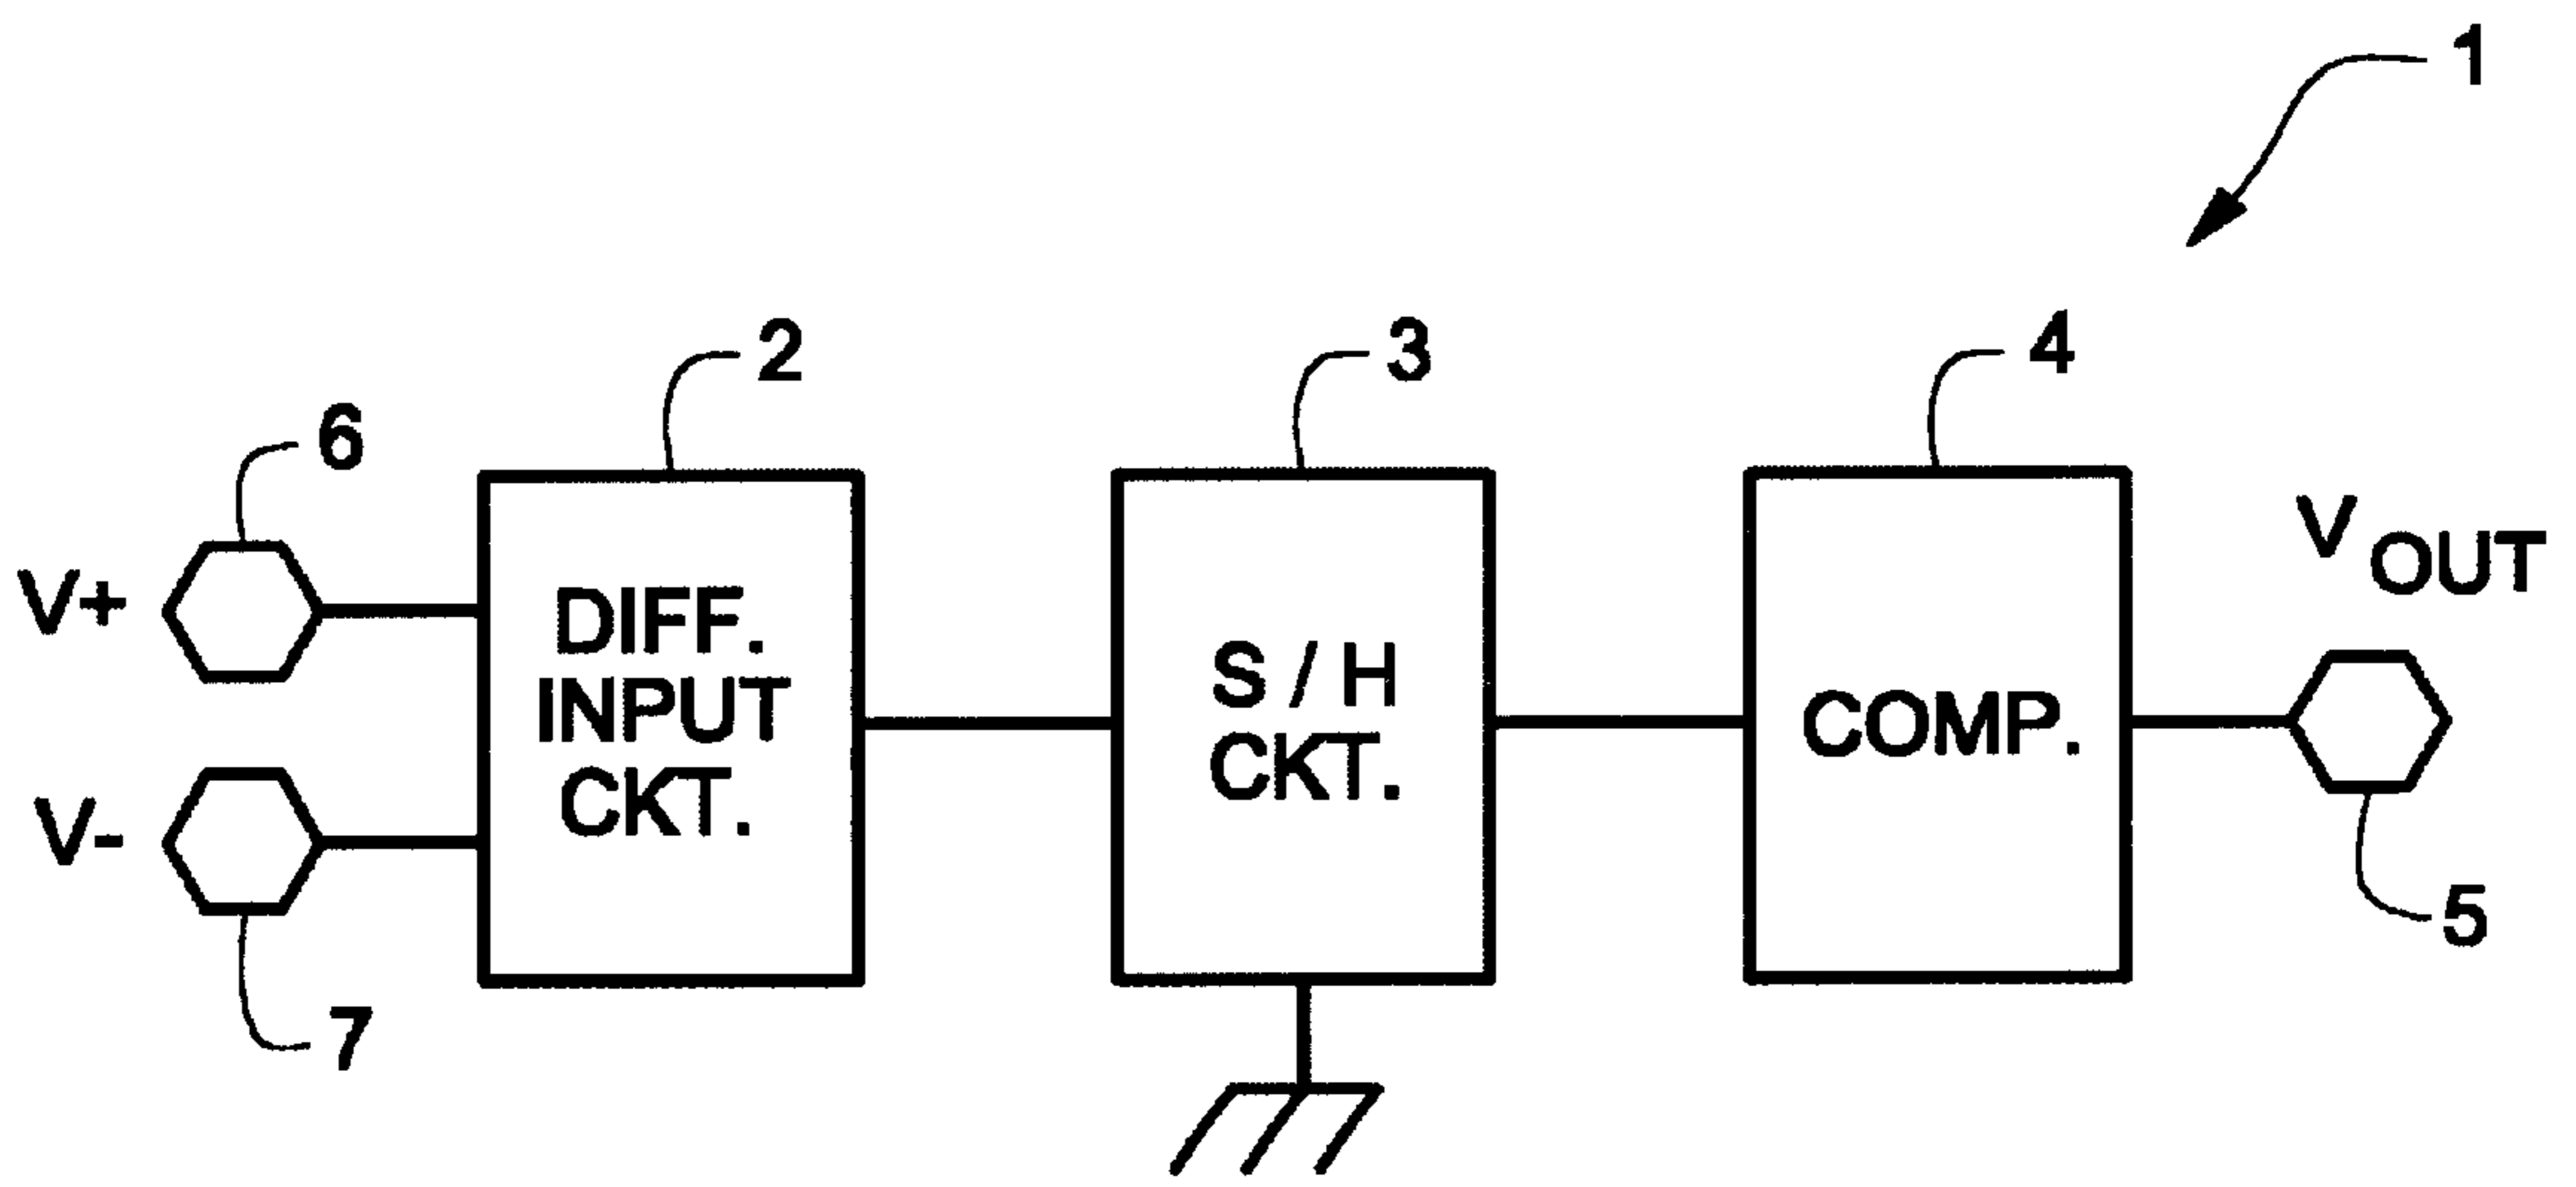 1
2
3
4
6
V+
DIFF.
INPUT
CKT.
S / H
CKT.
COMP.
V OUT
V-
5
7